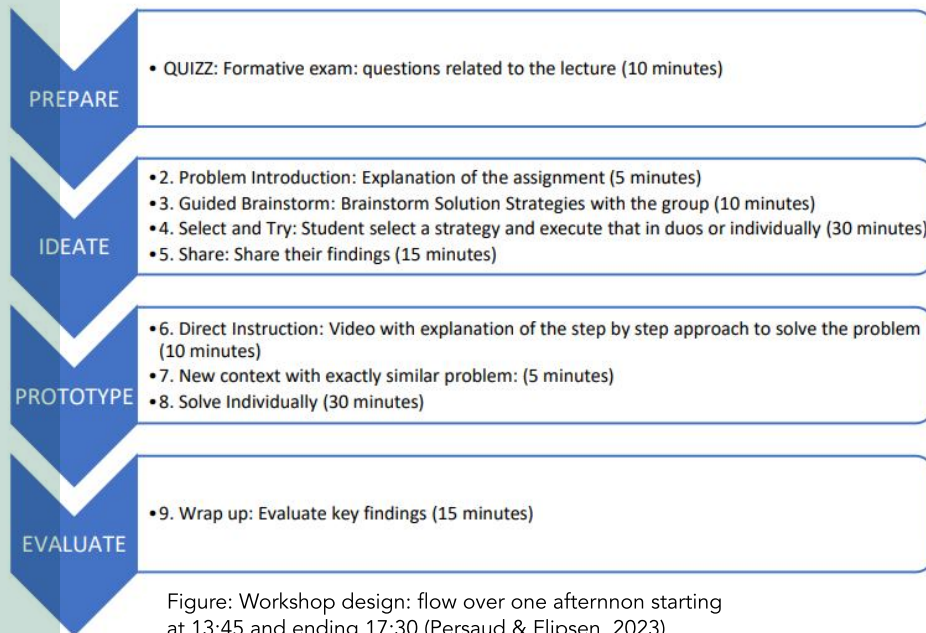 PREPARE
• QUIZZ: Formative exam: questions related to the lecture (10 minutes)
IDEATE
•2. Problem Introduction: Explanation of the assignment (5 minutes)
•3. Guided Brainstorm: Brainstorm Solution Strategies with the group (10 minutes)
•4. Select and Try: Student select a strategy and execute that in duos or individually (30 minutes)
•5. Share: Share their findings (15 minutes)
PROTOTYPE
•6. Direct Instruction: Video with explanation of the step by step approach to solve the problem
(10 minutes)
•7. New context with exactly similar problem: (5 minutes)
•8. Solve Individually (30 minutes)
EVALUATE
•9. Wrap up: Evaluate key findings (15 minutes)
Figure: Workshop design: flow over one afternnon starting
at 13:45 and ending 17:30 (Persaud & Flipsen, 2023)